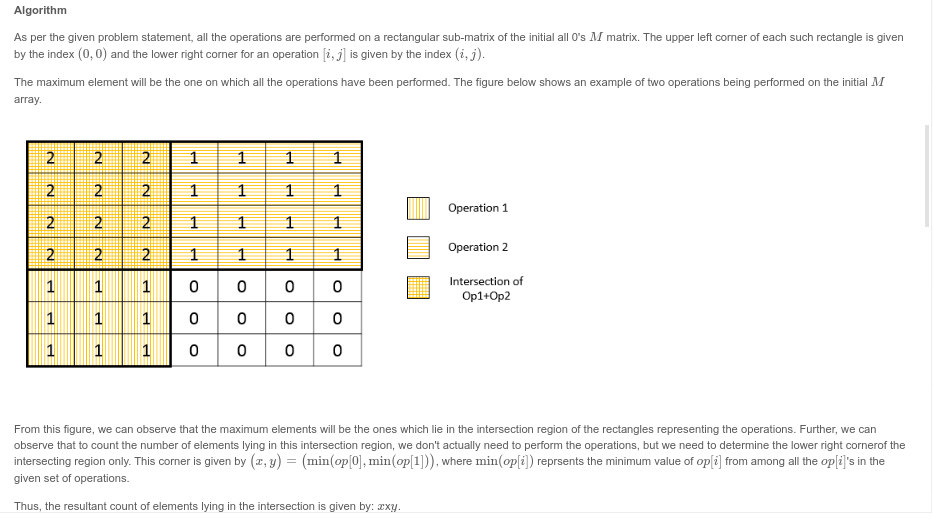 Algorithm
As per the given problem statement, all the operations are performed on a rectangular sub-matrix of the initial all 0's M matrix. The upper left corner of each such rectangle is given
by the index (0, 0) and the lower right corner for an operation [i, j] is given by the index (i, j).
The maximum element will be the one on which all the operations have been performed. The figure below shows an example of two operations being performed on the initial M
array.
2 2 2 1 1 1 1
2 2 2 1 1 1 1
2 2 2 1 1 1 1
2 2 2 1 1 1 1
1 1 1 0 0 0 0
1 1 1 0 0 0 0
1 1 1 0 0 0 0
Operation 1
Operation 2
Intersection of
Op1+Op2
From this figure, we can observe that the maximum elements will be the ones which lie in the intersection region of the rectangles representing the operations. Further, we can
observe that to count the number of elements lying in this intersection region, we don't actually need to perform the operations, but we need to determine the lower right cornerof the
intersecting region only. This corner is given by (x, y) = (min(op[0], min(op[1])), where min(op[i]) reprsents the minimum value of op[i] from among all the op[i]'s in the
given set of operations.
Thus, the resultant count of elements lying in the intersection is given by: xxy.